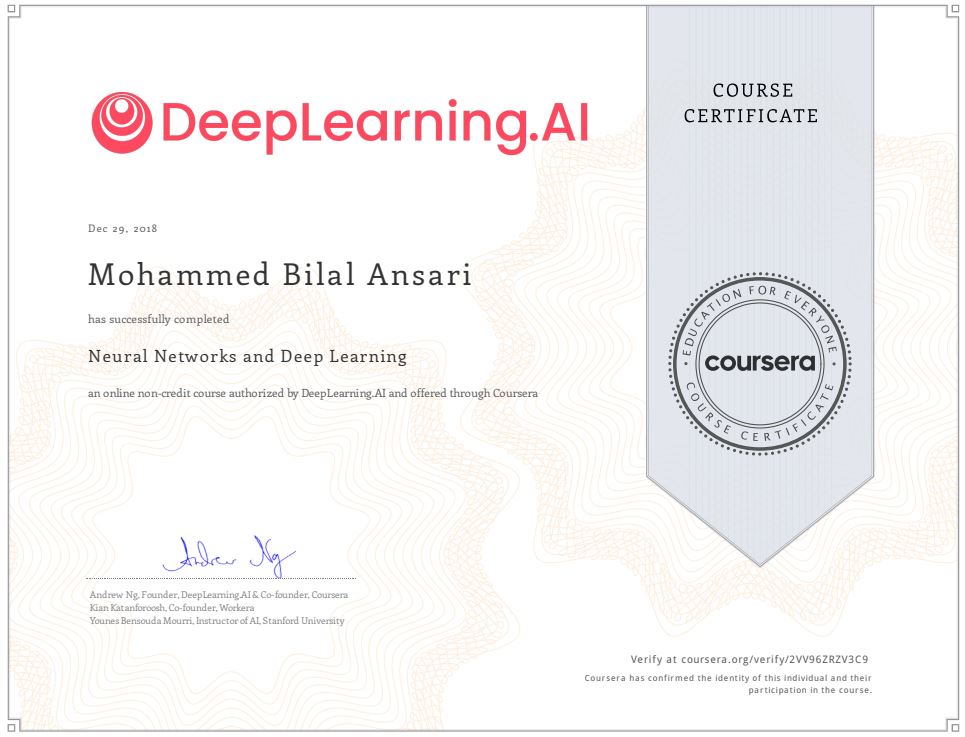 DeepLearning.AI
COURSE
CERTIFICATE
Dec 29, 2018
Mohammed Bilal Ansari
has successfully completed
Neural Networks and Deep Learning
an online non-credit course authorized by DeepLearning.AI and offered through Coursera
EDUCATION FOR EVERYONE
coursera
COURSE CERTIFICATE
Andrew Ng
Andrew Ng, Founder, DeepLearning.AI & Co-founder, Coursera
Kian Katanforoosh, Co-founder, Workera
Younes Bensouda Mourri, Instructor of AI, Stanford University
Verify at coursera.org/verify/2VV96ZRZV3C9
Coursera has confirmed the identity of this individual and their
participation in the course.